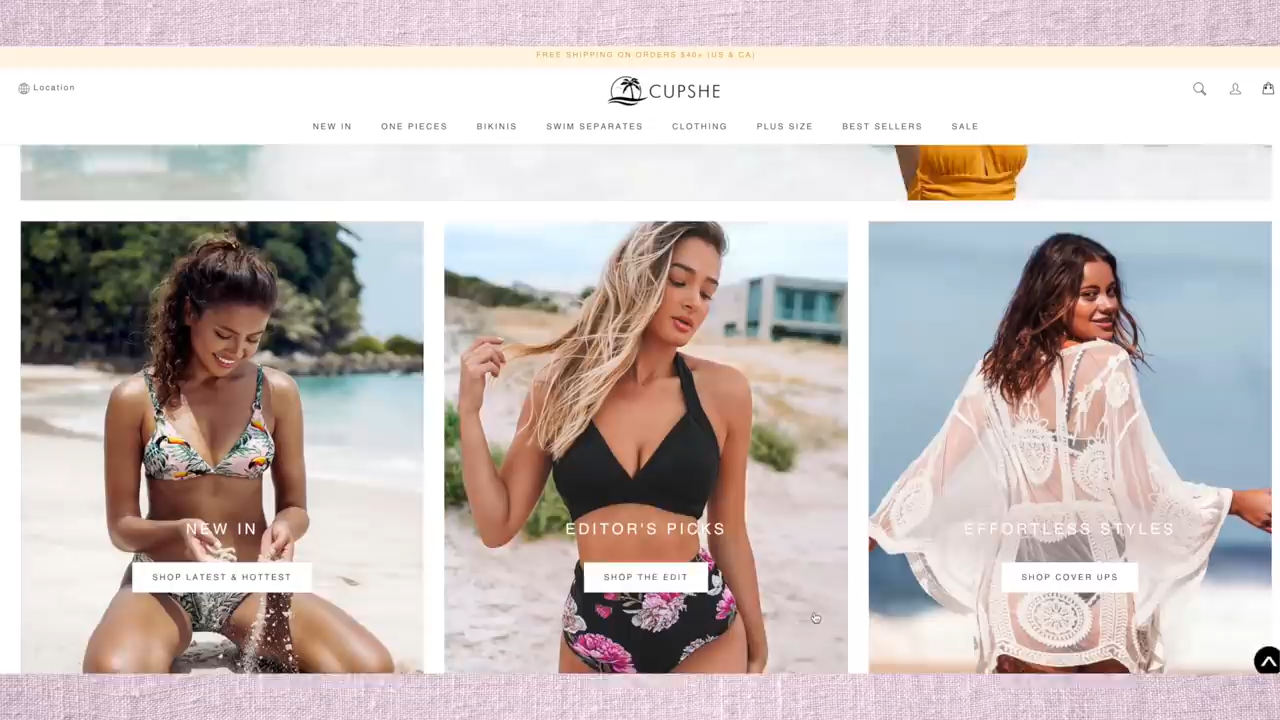 FREE SHIPPING ON ORDERS $40+ (US & CA)
Location
CUPSHE
NEW IN ONE PIECES BIKINIS SWIM SEPARATES CLOTHING PLUS SIZE BEST SELLERS SALE
NEW IN
SHOP LATEST & HOTTEST
EDITOR'S PICKS
SHOP THE EDIT
EFFORTLESS STYLES
SHOP COVER UPS